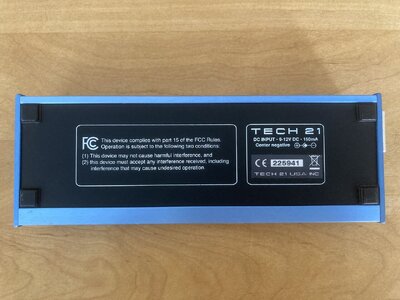 FC
This device complies with part 15 of the FCC Rules.
Operation is subject to the following two conditions:
(1) This device may not cause harmful interference, and
(2) this device must accept any interference received, including
interference that may cause undesired operation.
TECH 21
DC INPUT - 9-12V DC - 150mA
Center negative
CE 225941
TECH 21 USA INC